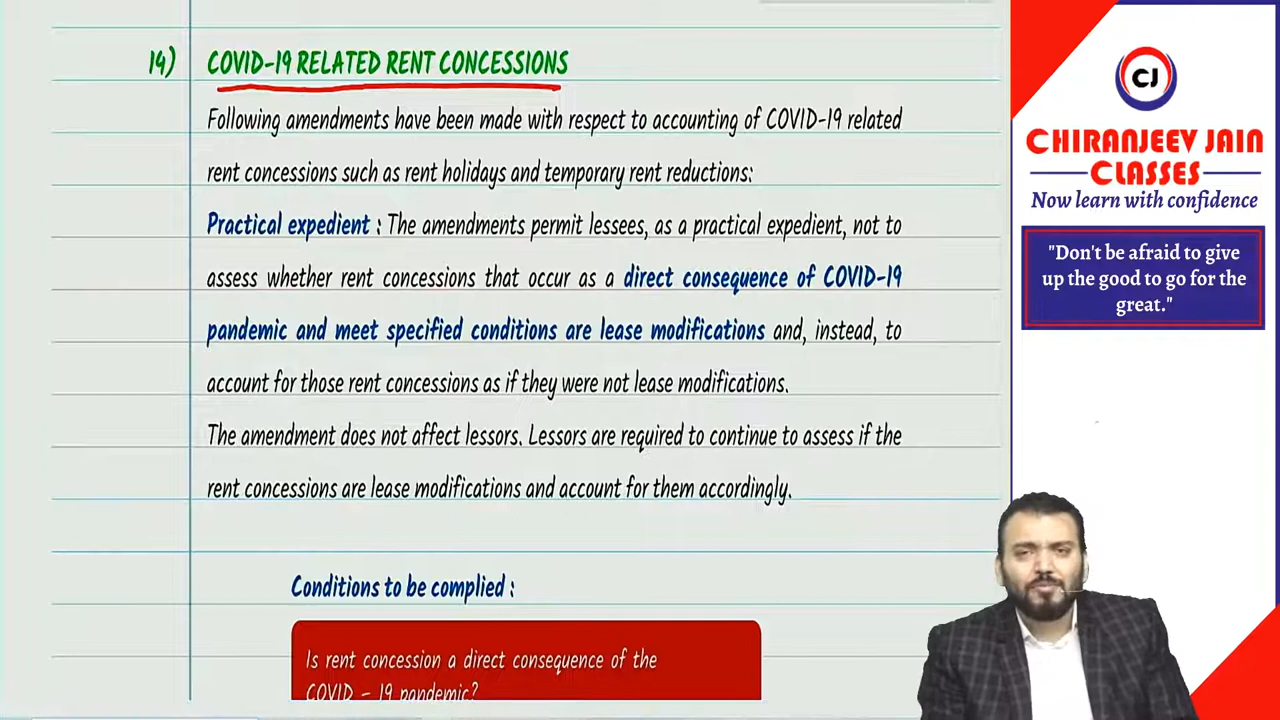 14) COVID-19 RELATED RENT CONCESSIONS
Following amendments have been made with respect to accounting of COVID-19 related
rent concessions such as rent holidays and temporary rent reductions:
Practical expedient : The amendments permit lessees, as a practical expedient, not to
assess whether rent concessions that occur as a direct consequence of COVID-19
pandemic and meet specified conditions are lease modifications and, instead, to
account for those rent concessions as if they were not lease modifications.
The amendment does not affect lessors. Lessors are required to continue to assess if the
rent concessions are lease modifications and account for them accordingly.
Conditions to be complied :
Is rent concession a direct consequence of the
COVID – 19 pandemic?
CJ
CHIRANJEEV JAIN
CLASSES
Now learn with confidence
"Don't be afraid to give
up the good to go for the
great."